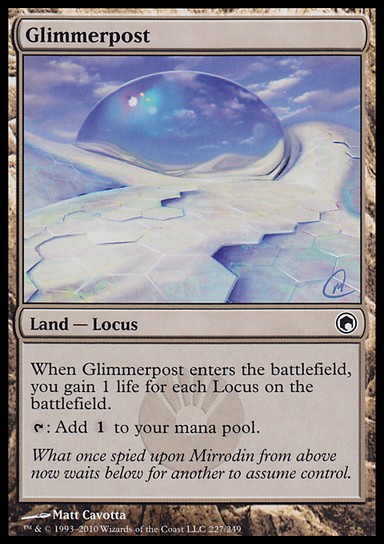 Glimmerpost
Land — Locus
When Glimmerpost enters the battlefield,
you gain 1 life for each Locus on the
battlefield.
: Add 1 to your mana pool.
What once spied upon Mirrodin from above
now waits below for another to assume control.
Matt Cavotta
™ & © 1993–2010 Wizards of the Coast LLC 227/249